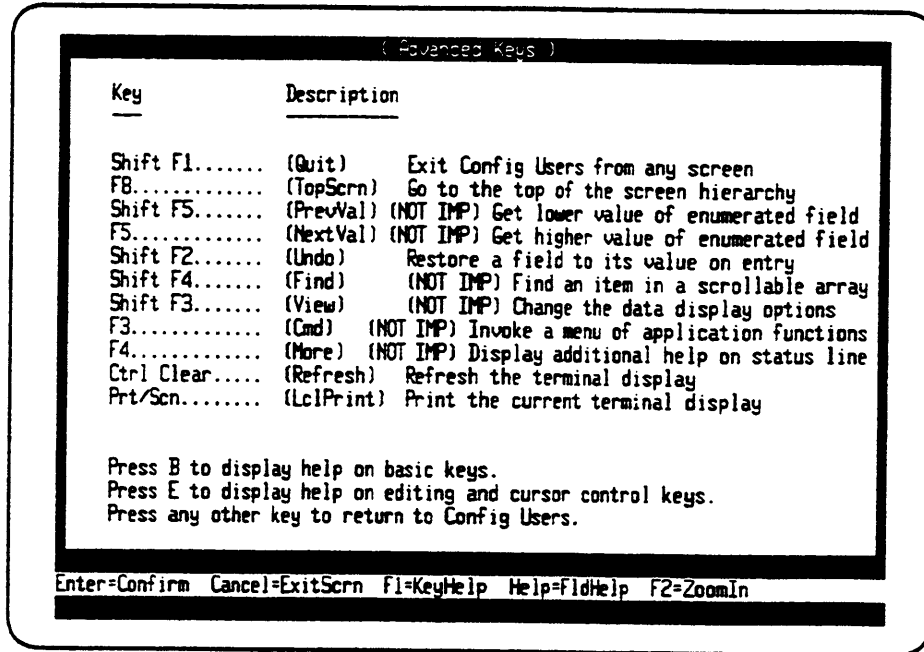 ( Advanced Keys )
Key Description
Shift F1....... (Quit) Exit Config Users from any screen
F8............. (TopScrn) Go to the top of the screen hierarchy
Shift F5....... (PrevVal) (NOT IMP) Get lower value of enumerated field
F5............. (NextVal) (NOT IMP) Get higher value of enumerated field
Shift F2....... (Undo) Restore a field to its value on entry
Shift F4....... (Find) (NOT IMP) Find an item in a scrollable array
Shift F3....... (View) (NOT IMP) Change the data display options
F3............. (Cmd) (NOT IMP) Invoke a menu of application functions
F4............. (More) (NOT IMP) Display additional help on status line
Ctrl Clear..... (Refresh) Refresh the terminal display
Prt/Scn........ (LclPrint) Print the current terminal display
Press B to display help on basic keys.
Press E to display help on editing and cursor control keys.
Press any other key to return to Config Users.
Enter=Confirm Cancel=ExitScrn F1=KeyHelp Help=FldHelp F2=ZoomIn